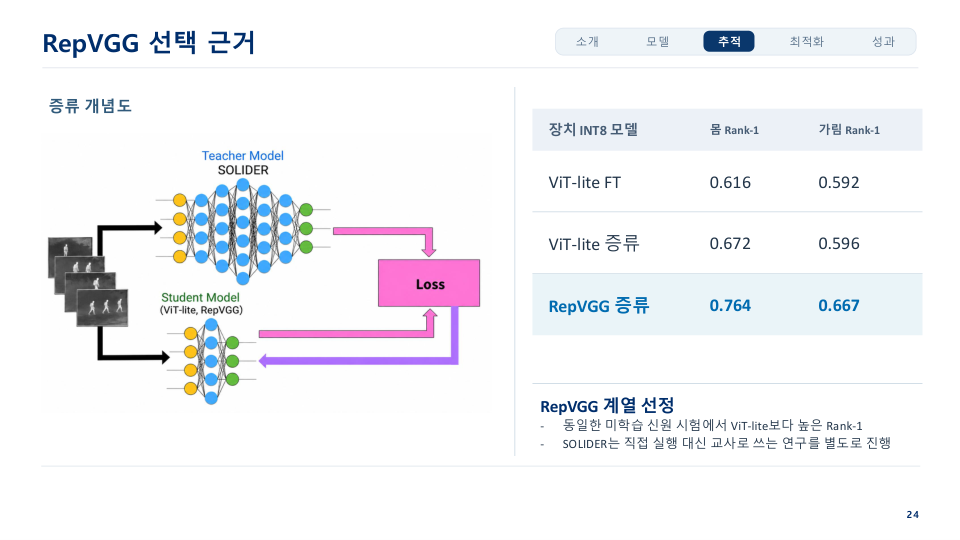 RepVGG 선택 근거
소개 모델 추적 최적화 성과
증류 개념도
Teacher Model
SOLIDER
Loss
Student Model
(ViT-lite, RepVGG)
장치 INT8 모델 몸 Rank-1 가림 Rank-1
ViT-lite FT 0.616 0.592
ViT-lite 증류 0.672 0.596
RepVGG 증류 0.764 0.667
RepVGG 계열 선정
- 동일한 미학습 신원 시험에서 ViT-lite보다 높은 Rank-1
- SOLIDER는 직접 실행 대신 교사로 쓰는 연구를 별도로 진행
24